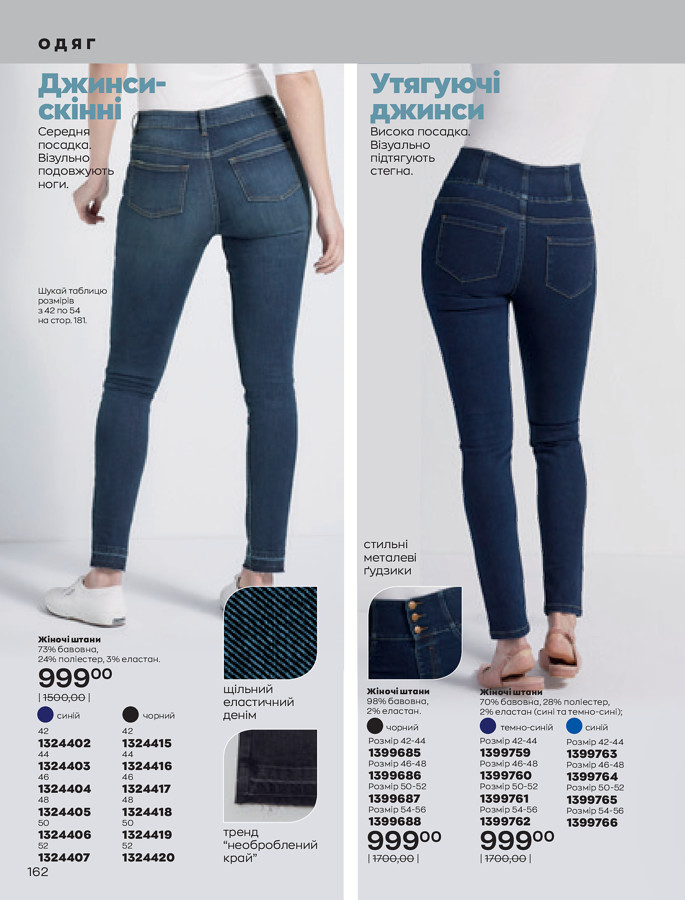 ОДЯГ
Джинси-
скінні
Середня
посадка.
Візульно
подовжують
ноги.
Шукай таблицю
розмірів
з 42 по 54
на стор. 181.
Жіночі штани
73% бавовна,
24% поліестер, 3% еластан.
99900
| 1500,00 |
синій
42
1324402
44
1324403
46
1324404
48
1324405
50
1324406
52
1324407
чорний
42
1324415
44
1324416
46
1324417
48
1324418
50
1324419
52
1324420
щільний
еластичний
денім
тренд
“необроблений
край”
162
Утягуючі
джинси
Висока посадка.
Візуально
підтягують
стегна.
стильні
металеві
ґудзики
Жіночі штани
98% бавовна,
2% еластан.
чорний
Розмір 42-44
1399685
Розмір 46-48
1399686
Розмір 50-52
1399687
Розмір 54-56
1399688
99900
| 1700,00 |
Жіночі штани
70% бавовна, 28% поліестер,
2% еластан (сині та темно-сині);
темно-синій
Розмір 42-44
1399759
Розмір 46-48
1399760
Розмір 50-52
1399761
Розмір 54-56
1399762
99900
| 1700,00 |
синій
Розмір 42-44
1399763
Розмір 46-48
1399764
Розмір 50-52
1399765
Розмір 54-56
1399766